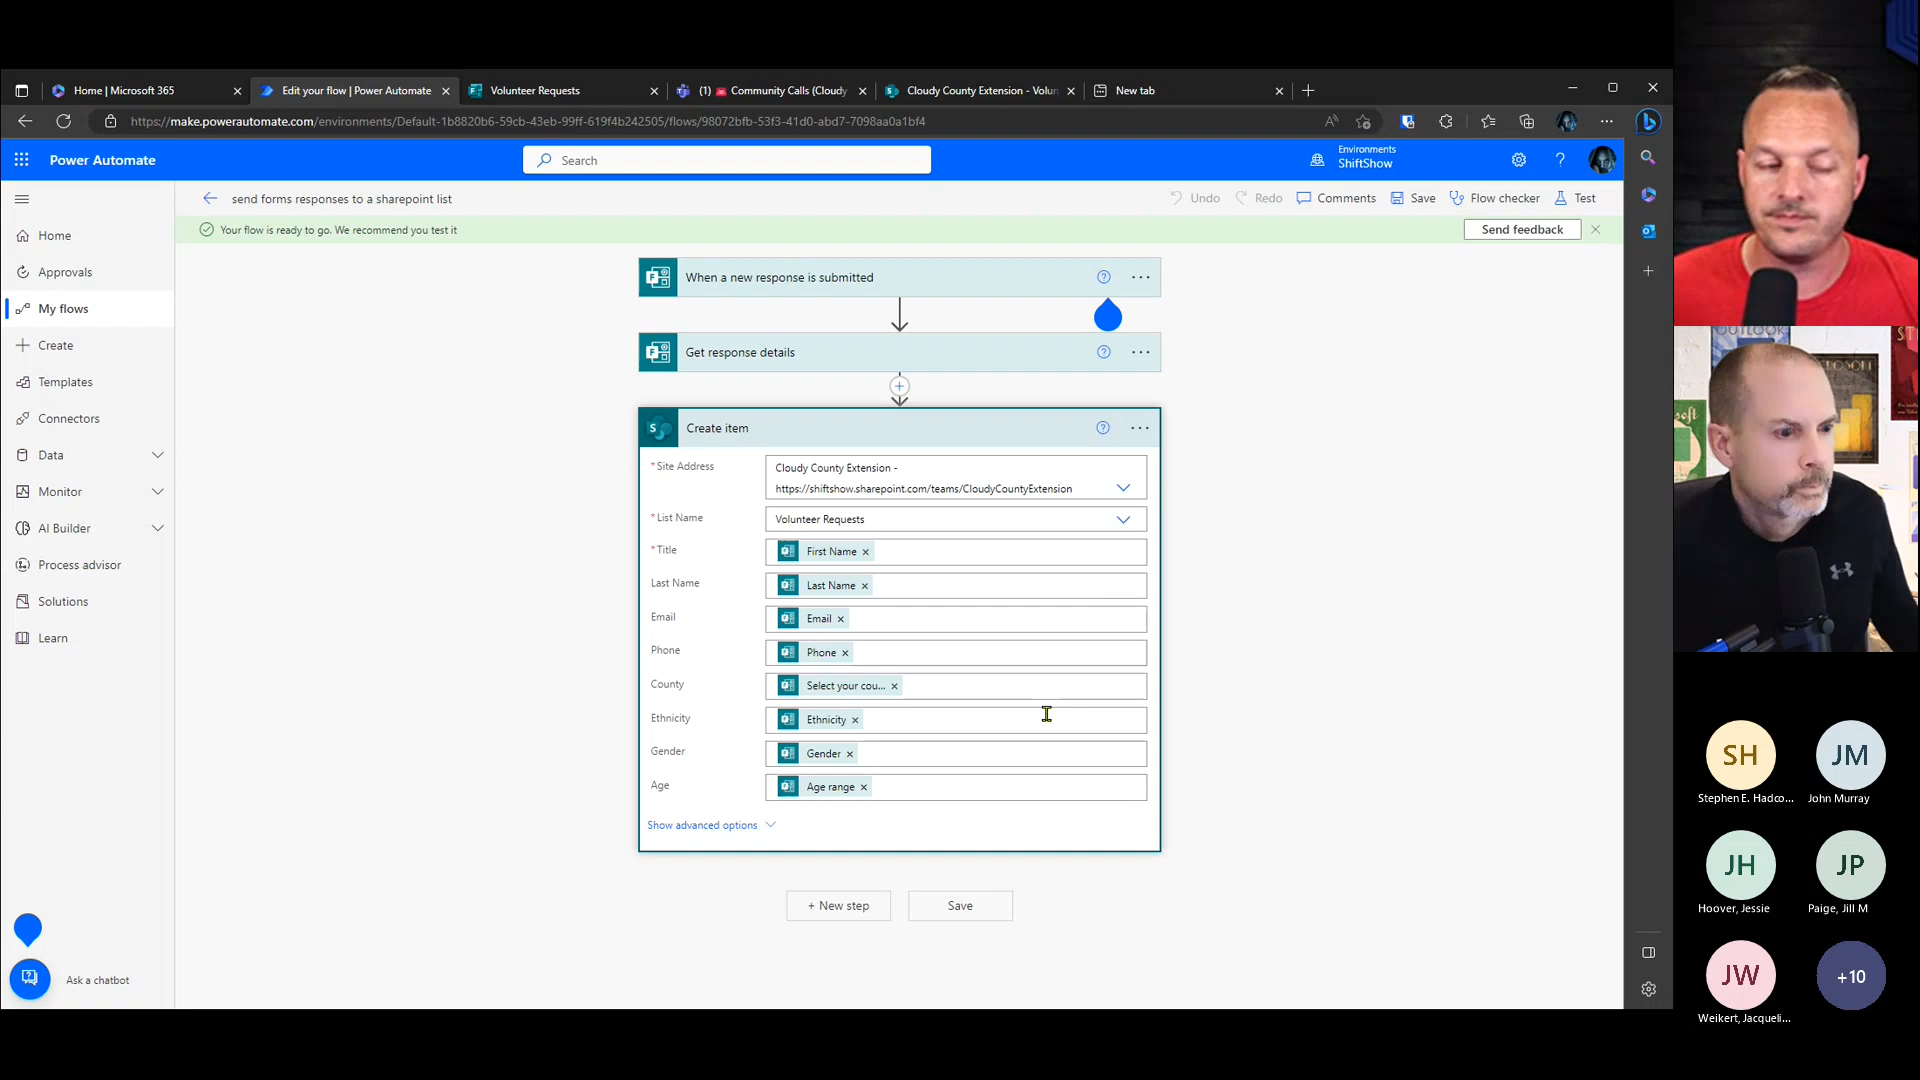 Home | Microsoft 365
Edit your flow | Power Automate
Volunteer Requests
(1) Community Calls (Cloudy
Cloudy County Extension - Volun
New tab
https://make.powerautomate.com/environments/Default-1b8820b6-59cb-43eb-99ff-619f4b242505/flows/98072bfb-53f3-41d0-abd7-7098aa0a1bf4
Power Automate
Search
Environments
ShiftShow
send forms responses to a sharepoint list
Undo
Redo
Comments
Save
Flow checker
Test
Your flow is ready to go. We recommend you test it
Send feedback
Home
Approvals
My flows
Create
Templates
Connectors
Data
Monitor
AI Builder
Process advisor
Solutions
Learn
Ask a chatbot
When a new response is submitted
Get response details
Create item
* Site Address
Cloudy County Extension -
https://shiftshow.sharepoint.com/teams/CloudyCountyExtension
* List Name
Volunteer Requests
* Title
First Name
Last Name
Last Name
Email
Email
Phone
Phone
County
Select your cou...
Ethnicity
Ethnicity
Gender
Gender
Age
Age range
Show advanced options
+ New step
Save
OUTLOOK
SH
Stephen E. Hadco...
JM
John Murray
JH
Hoover, Jessie
JP
Paige, Jill M
JW
Weikert, Jacqueli...
+10